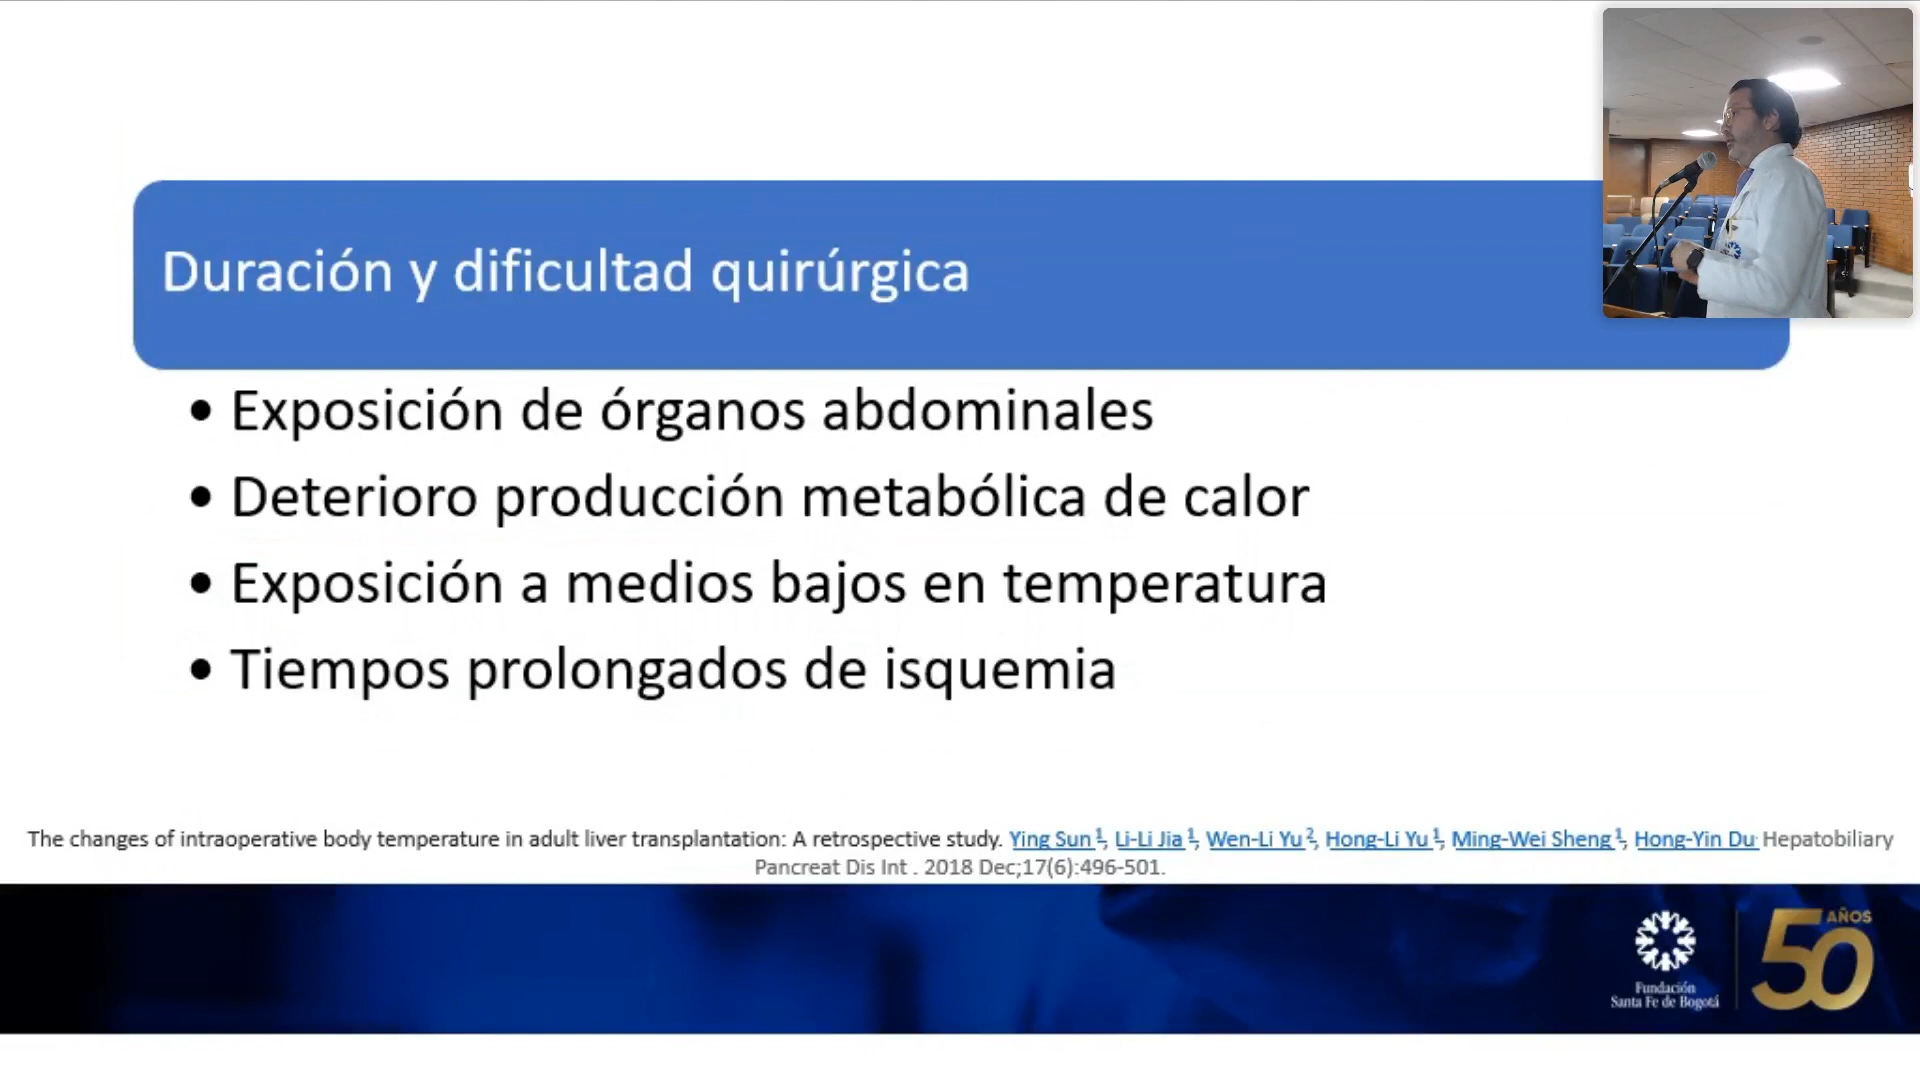 Duración y dificultad quirúrgica
• Exposición de órganos abdominales
• Deterioro producción metabólica de calor
• Exposición a medios bajos en temperatura
• Tiempos prolongados de isquemia
The changes of intraoperative body temperature in adult liver transplantation: A retrospective study. Ying Sun 1, Li-Li Jia 1, Wen-Li Yu 2, Hong-Li Yu 1, Ming-Wei Sheng 1, Hong-Yin Du Hepatobiliary
Pancreat Dis Int . 2018 Dec;17(6):496-501.
Fundación
Santa Fe de Bogotá
50 AÑOS